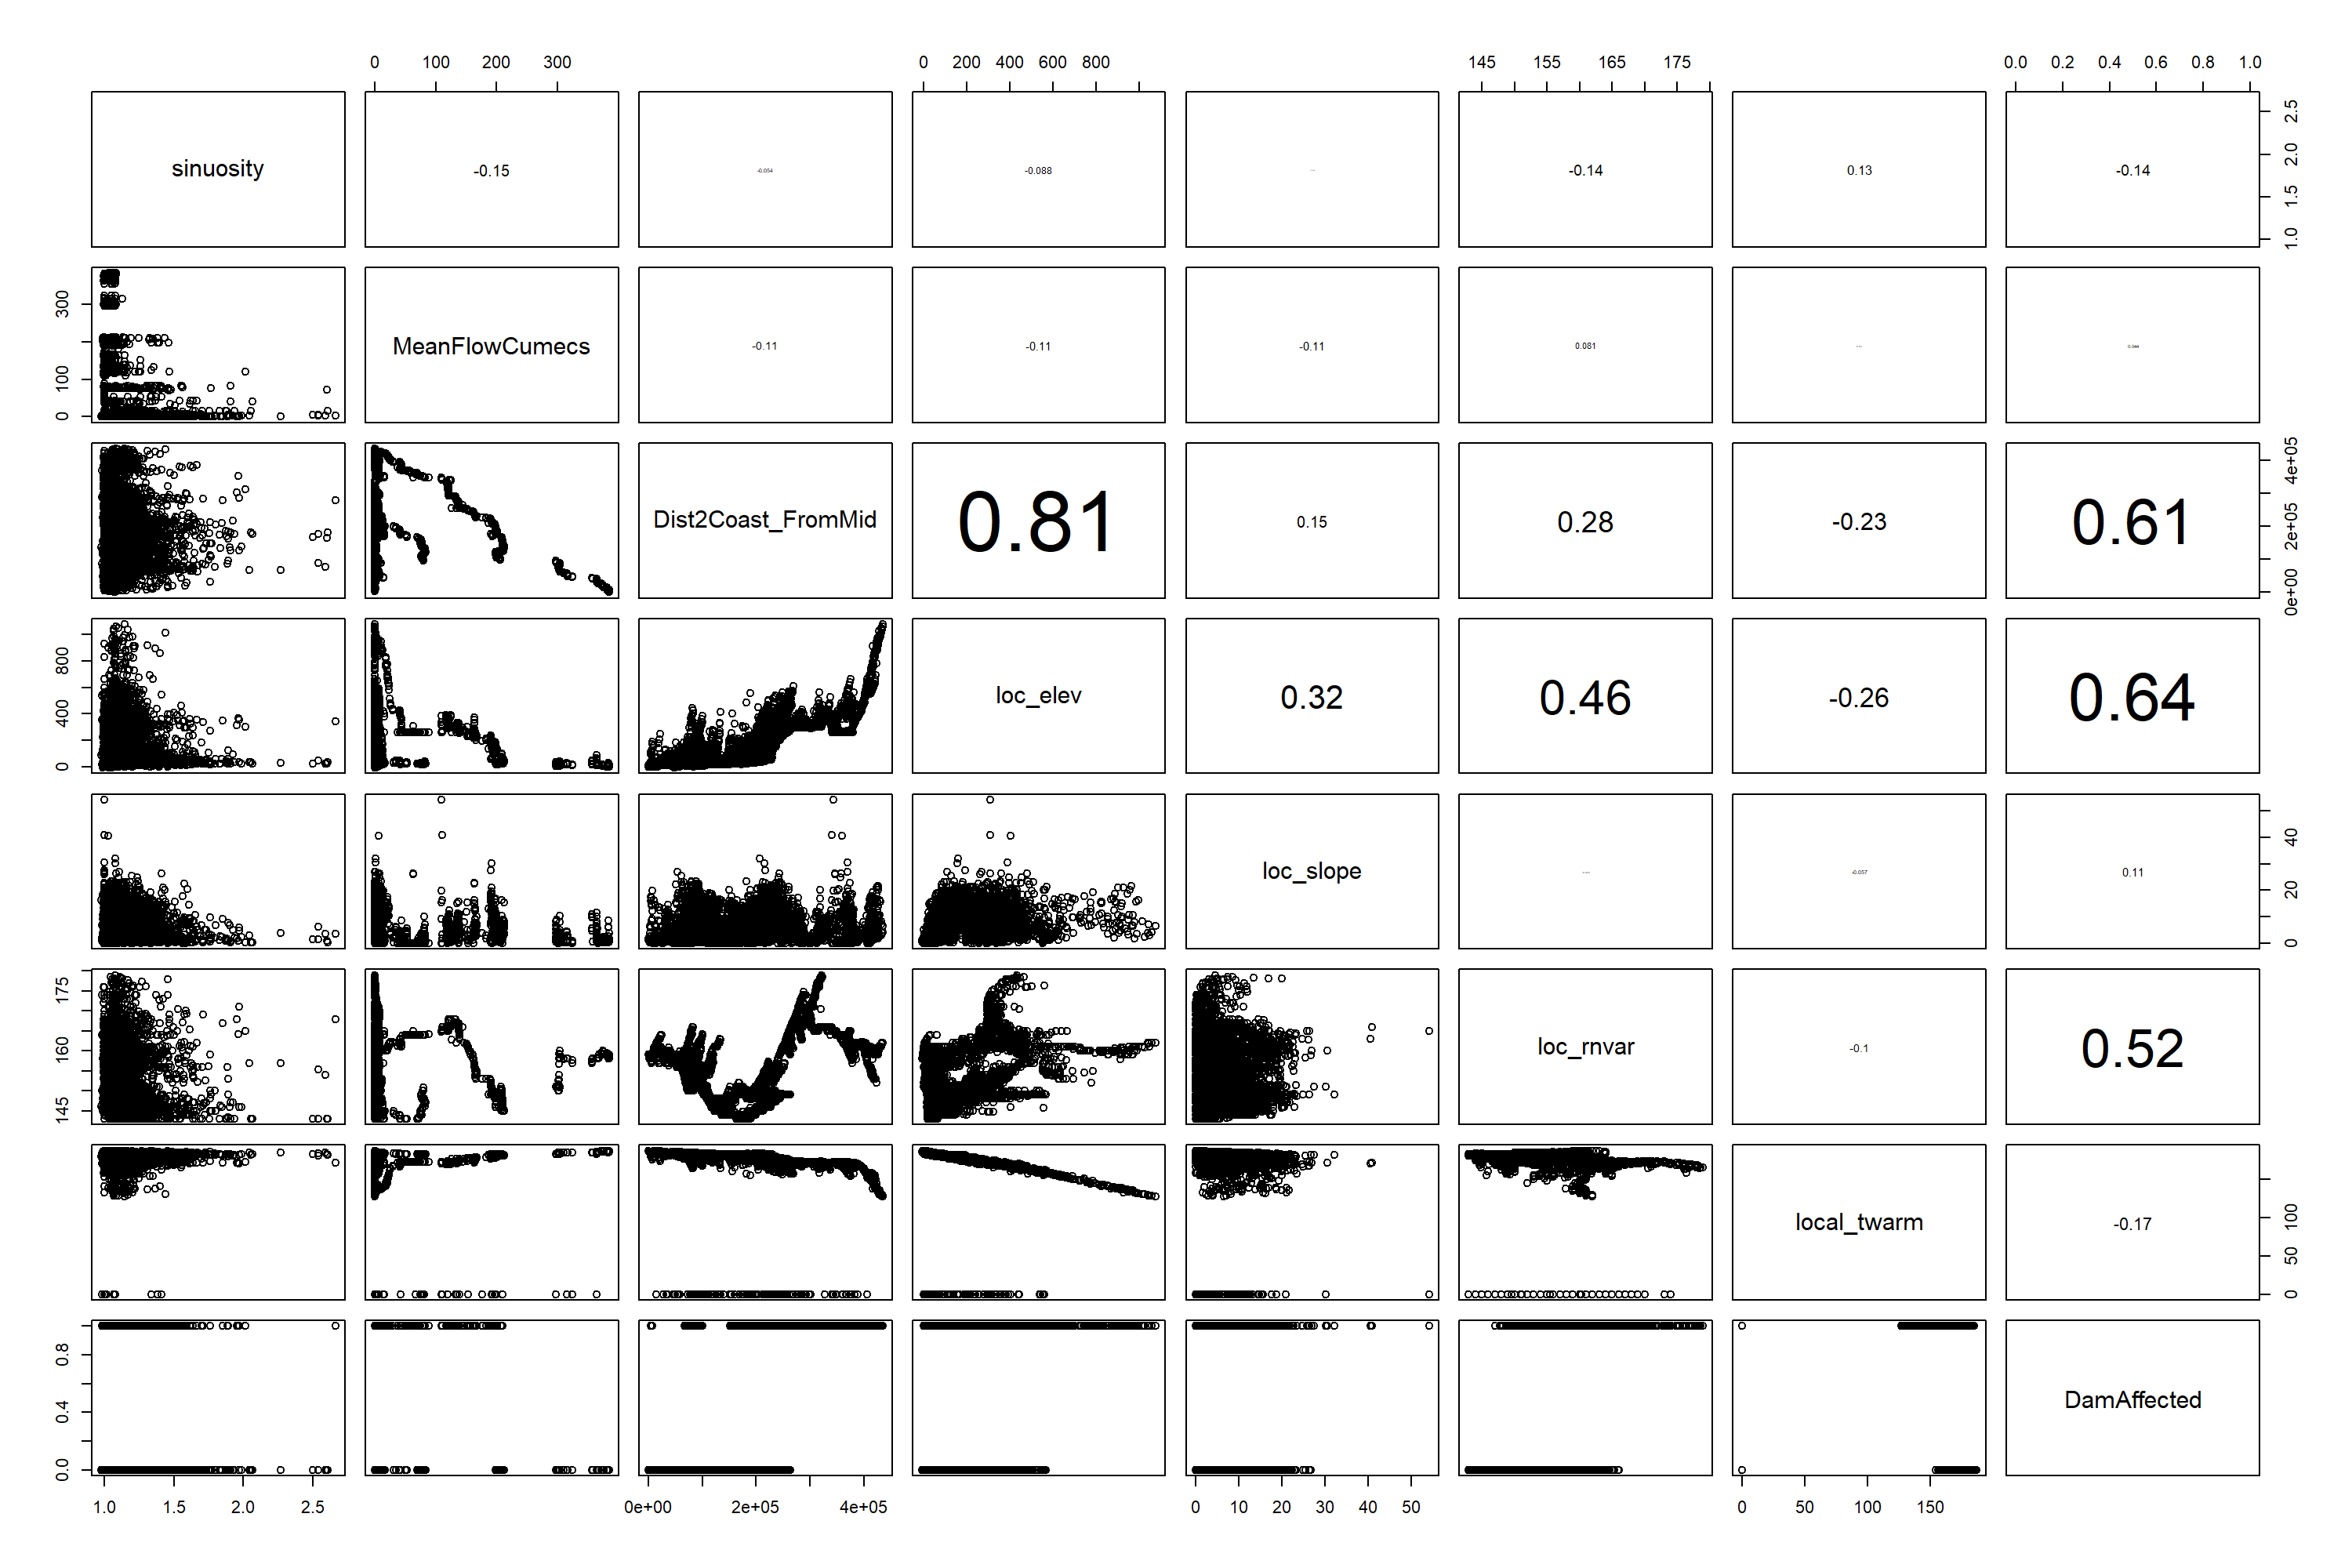 0 100 200 300 0 200 400 600 800 145 155 165 175 0.0 0.2 0.4 0.6 0.8 1.0
sinuosity -0.15 -0.054 -0.088 -0.14 0.13 -0.14 1.0 1.5 2.0 2.5
0 100 300 MeanFlowCumecs -0.11 -0.11 -0.11 0.081
Dist2Coast_FromMid 0.81 0.15 0.28 -0.23 0.61 0e+00 2e+05 4e+05
0 400 800 loc_elev 0.32 0.46 -0.26 0.64
loc_slope -0.057 0.11 0 20 40
145 160 175 loc_rnvar -0.1 0.52
local_twarm -0.17 0 50 100
0.0 0.4 0.8 DamAffected
1.0 1.5 2.0 2.5 0e+00 2e+05 4e+05 0 10 20 30 40 50 0 50 100 150